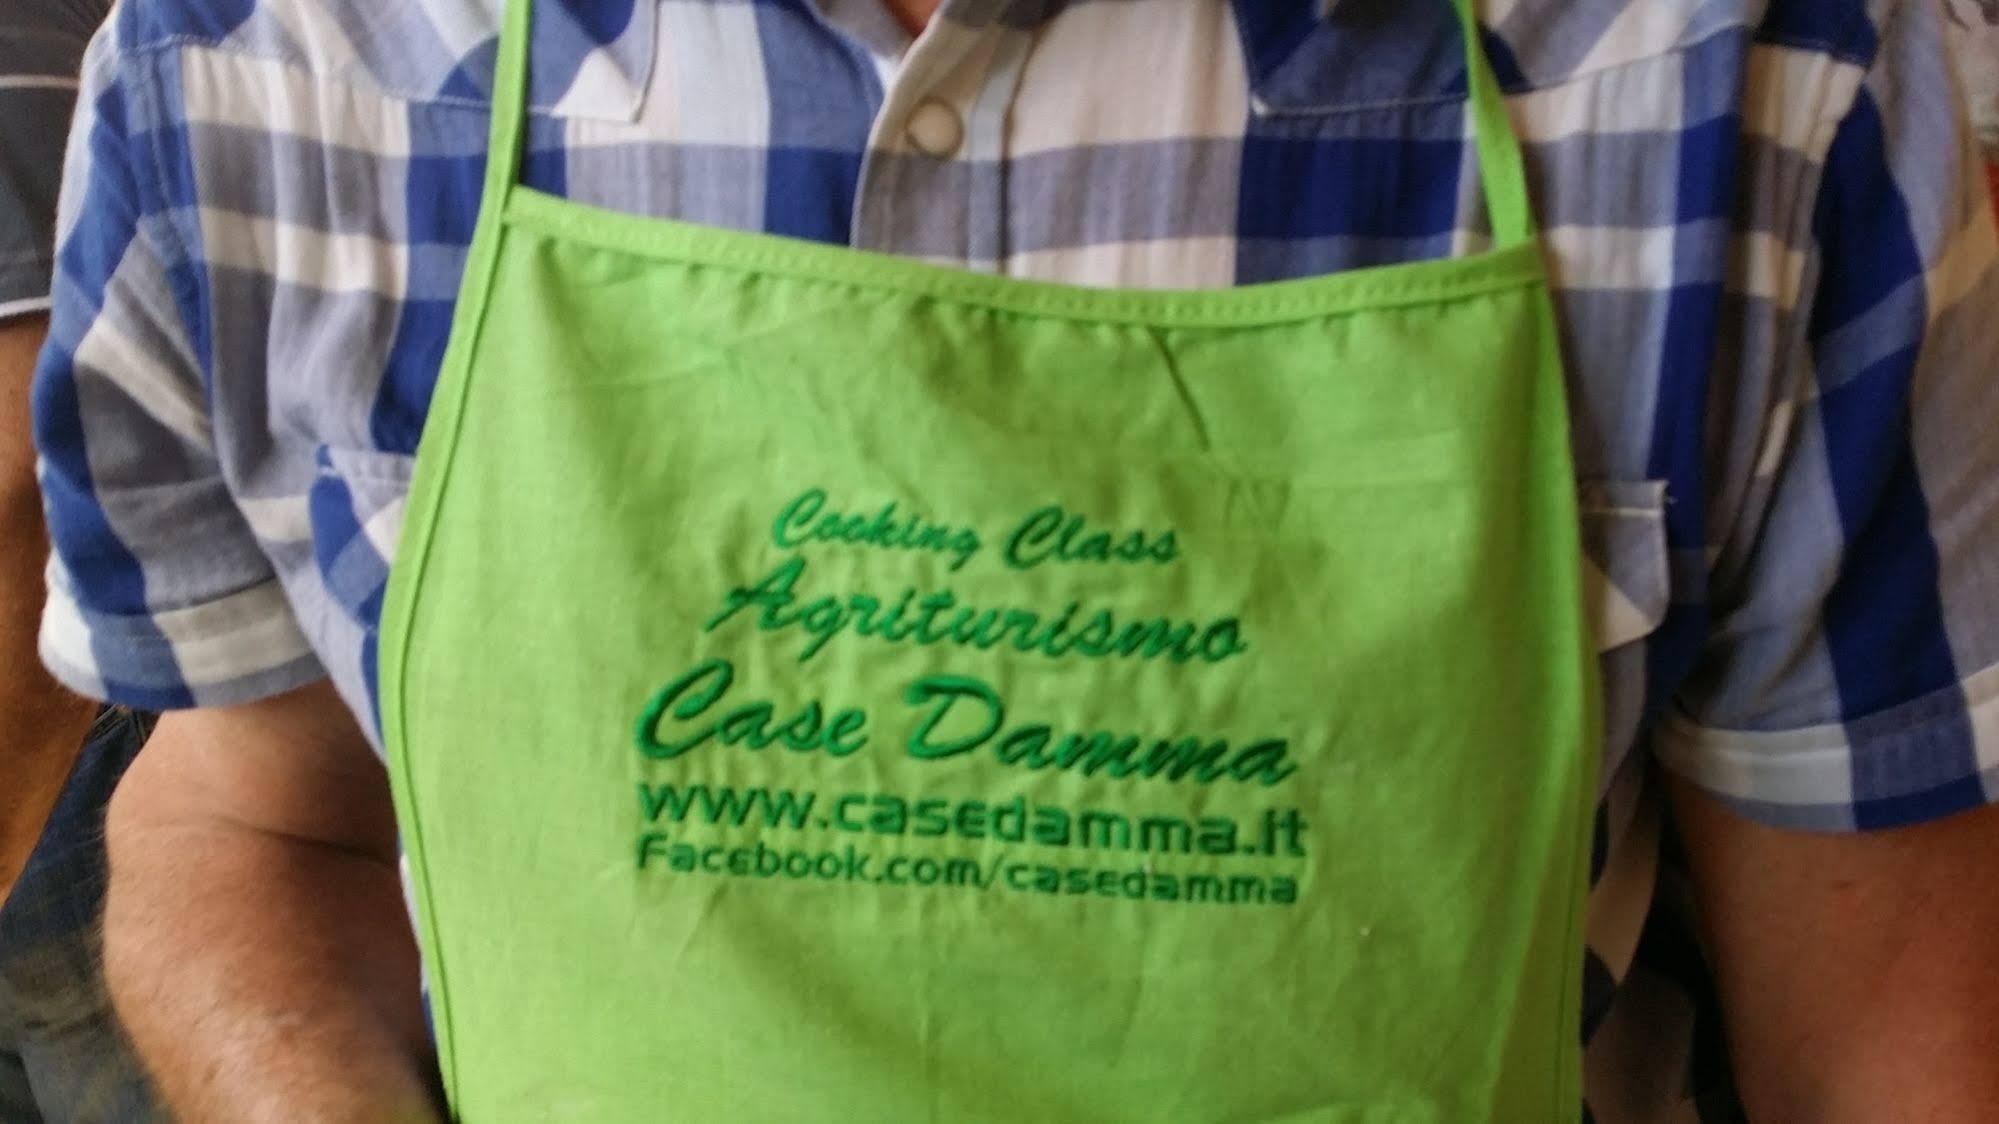 Cooking Class
Agriturismo
Case Damma
www.casedamma.it
Facebook.com/casedamma